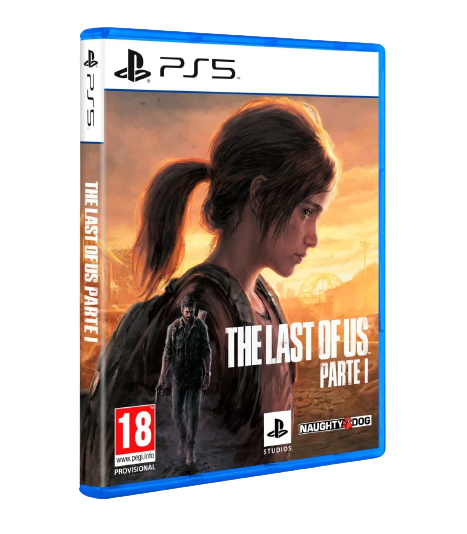 PS5
PS5
THE LAST OF US PARTE I
THE LAST OF US™
PARTE I
18
www.pegi.info
PROVISIONAL
STUDIOS
NAUGHTY DOG